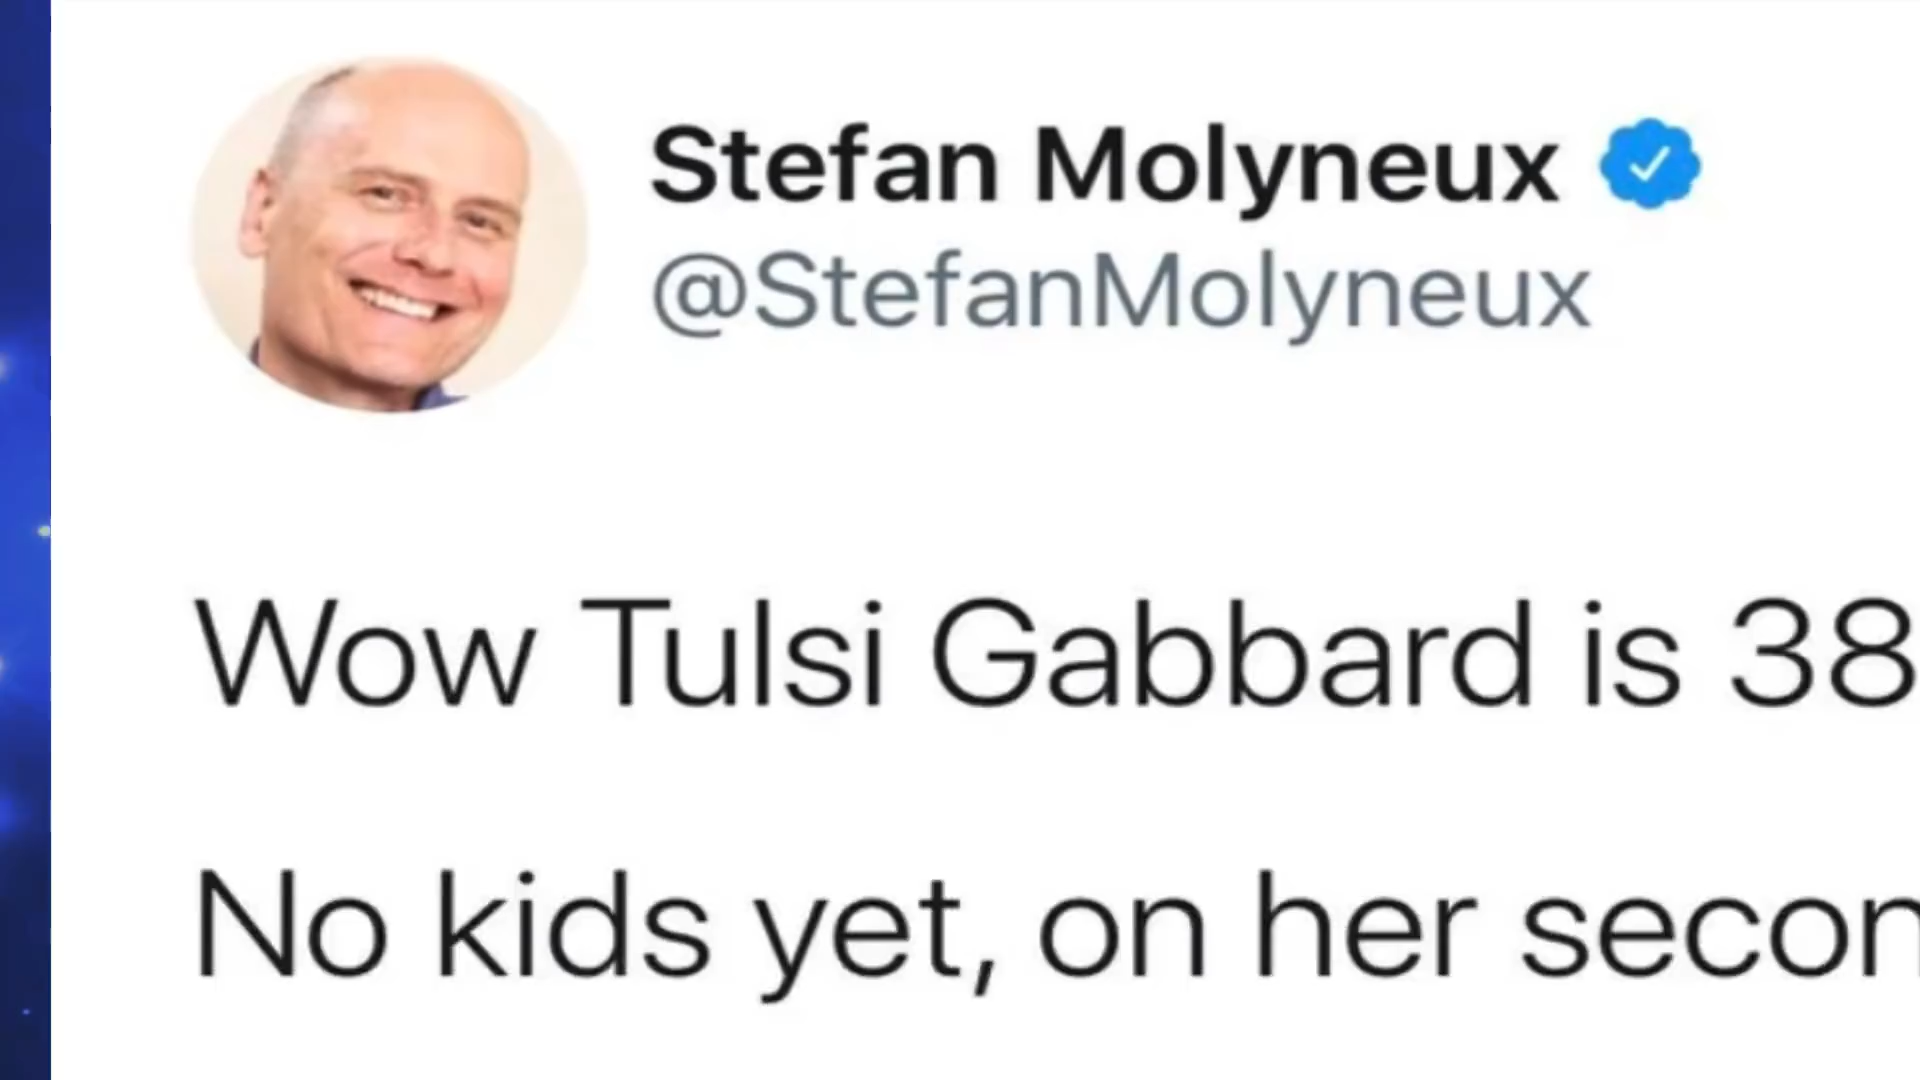 Stefan Molyneux
@StefanMolyneux
Wow Tulsi Gabbard is 38
No kids yet, on her secon